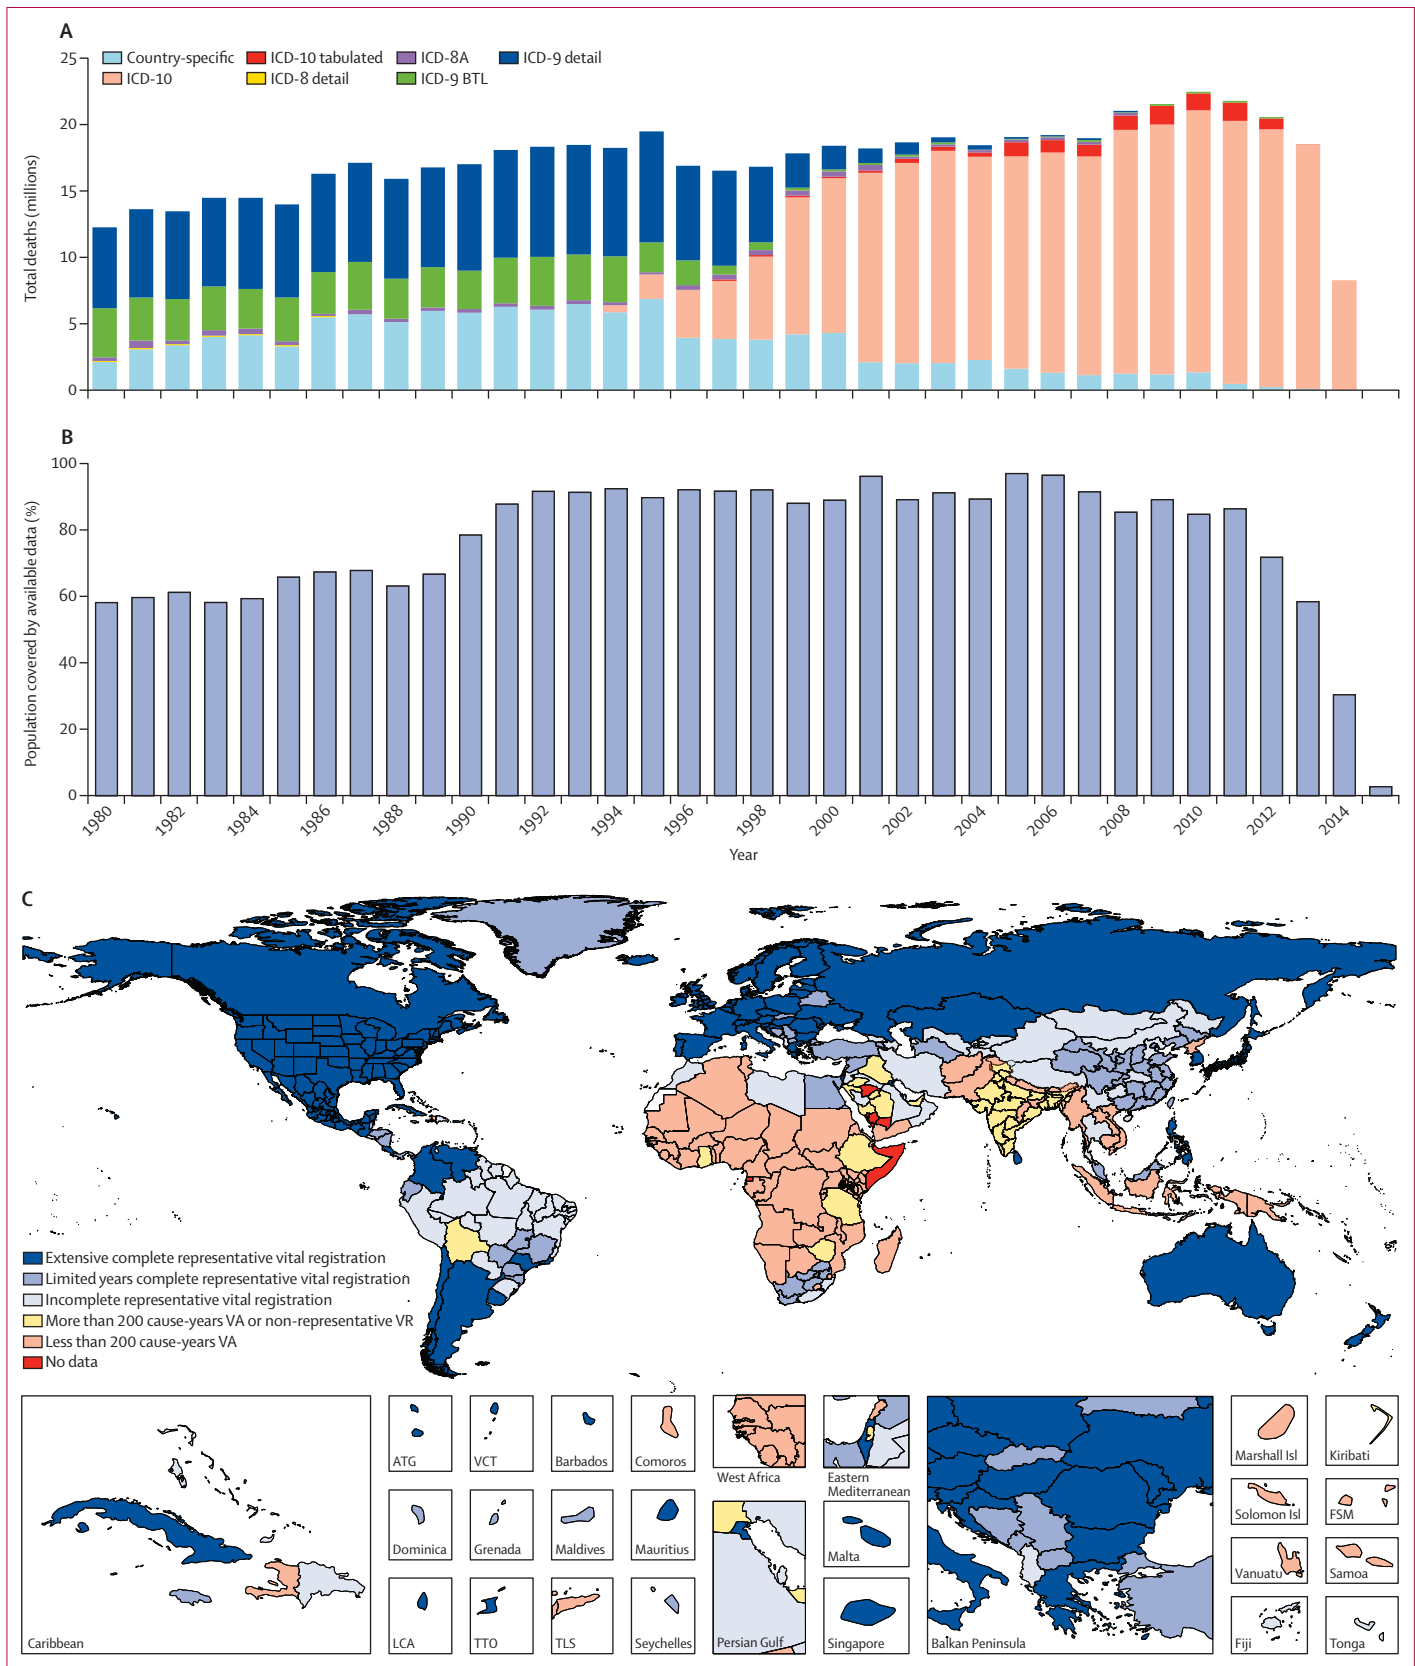 A
Country-specific ICD-10 tabulated ICD-8A ICD-9 detail
ICD-10 ICD-8 detail ICD-9 BTL
Total deaths (millions)
25
20
15
10
5
0
B
Population covered by available data (%)
100
80
60
40
20
0
1980 1982 1984 1986 1988 1990 1992 1994 1996 1998 2000 2002 2004 2006 2008 2010 2012 2014
Year
C
Extensive complete representative vital registration
Limited years complete representative vital registration
Incomplete representative vital registration
More than 200 cause-years VA or non-representative VR
Less than 200 cause-years VA
No data
Caribbean
ATG
VCT
Barbados
Comoros
West Africa
Eastern
Mediterranean
Marshall Isl
Kiribati
Dominica
Grenada
Maldives
Mauritius
Malta
Solomon Isl
FSM
Vanuatu
Samoa
LCA
TTO
TLS
Seychelles
Persian Gulf
Singapore
Balkan Peninsula
Fiji
Tonga